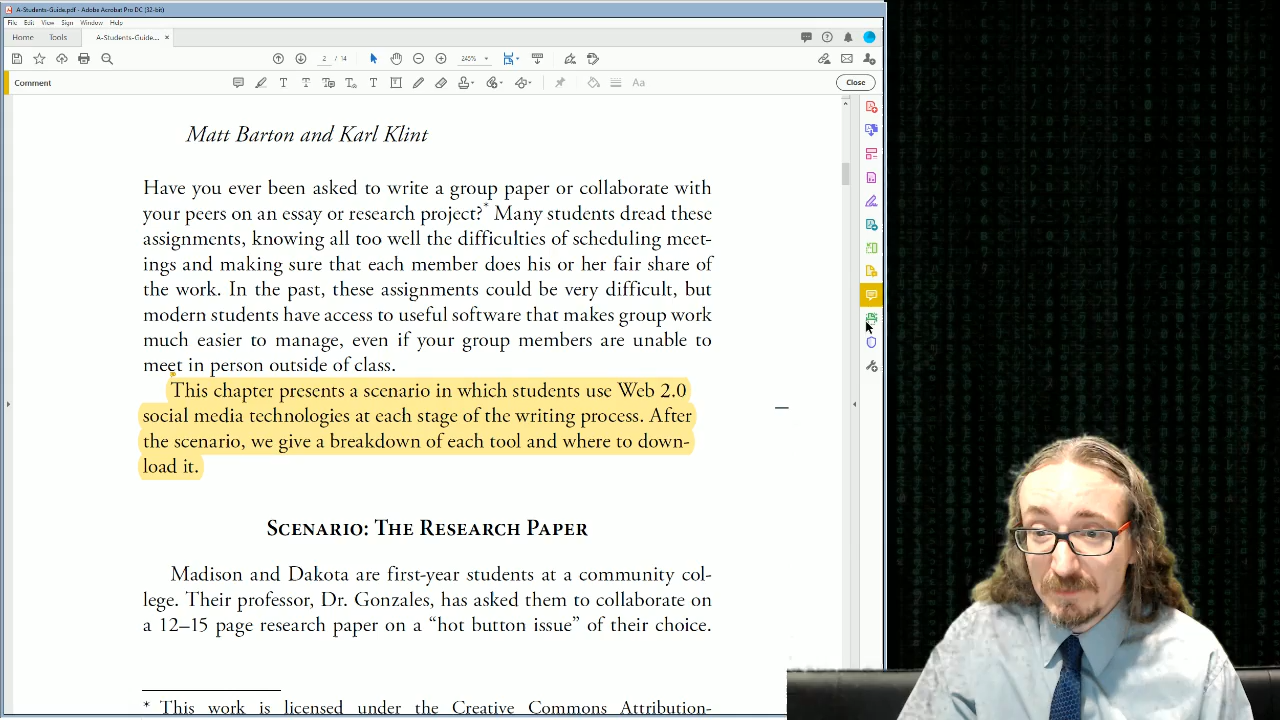 A-Students-Guide.pdf - Adobe Acrobat Pro DC (32-bit)
File Edit View Sign Window Help
Home Tools A-Students-Guide... ×
2 / 14 245%
Comment Aa Close
Matt Barton and Karl Klint
Have you ever been asked to write a group paper or collaborate with
your peers on an essay or research project?* Many students dread these
assignments, knowing all too well the difficulties of scheduling meet-
ings and making sure that each member does his or her fair share of
the work. In the past, these assignments could be very difficult, but
modern students have access to useful software that makes group work
much easier to manage, even if your group members are unable to
meet in person outside of class.
This chapter presents a scenario in which students use Web 2.0
social media technologies at each stage of the writing process. After
the scenario, we give a breakdown of each tool and where to down-
load it.
Scenario: The Research Paper
Madison and Dakota are first-year students at a community col-
lege. Their professor, Dr. Gonzales, has asked them to collaborate on
a 12–15 page research paper on a “hot button issue” of their choice.
* This work is licensed under the Creative Commons Attribution-